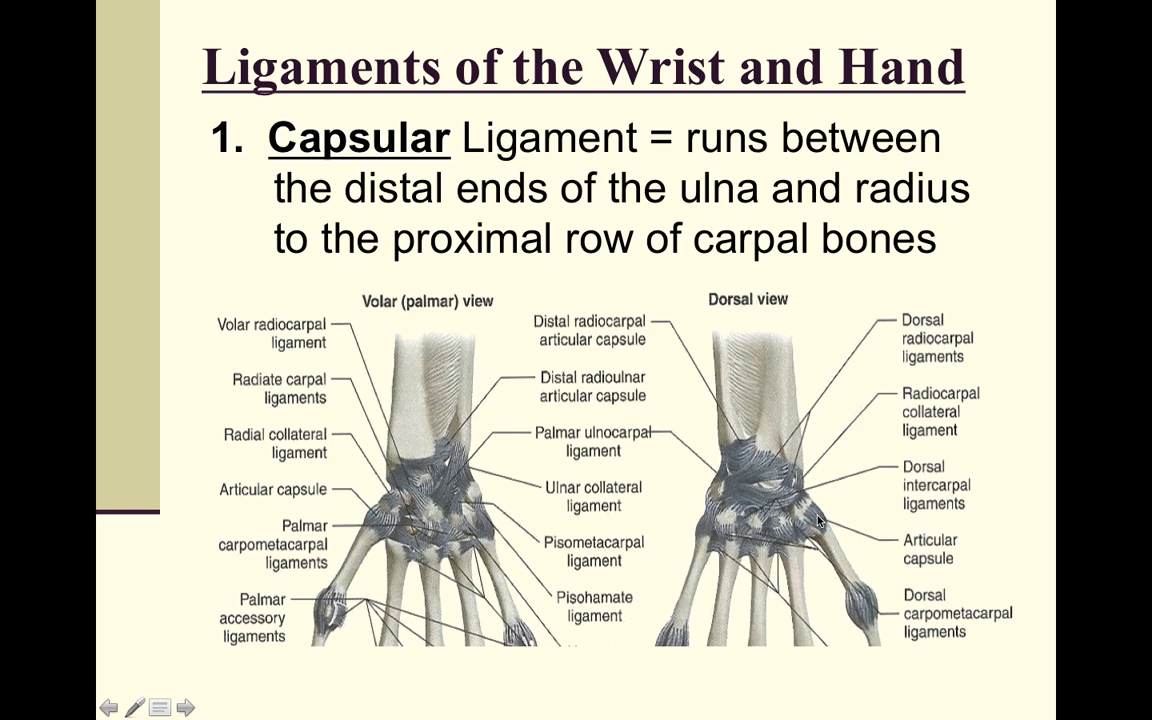 Ligaments of the Wrist and Hand
1. Capsular Ligament = runs between
the distal ends of the ulna and radius
to the proximal row of carpal bones
Volar (palmar) view
Volar radiocarpal
ligament
Radiate carpal
ligaments
Radial collateral
ligament
Articular capsule
Palmar
carpometacarpal
ligaments
Palmar
accessory
ligaments
Distal radiocarpal
articular capsule
Distal radioulnar
articular capsule
Palmar ulnocarpal
ligament
Ulnar collateral
ligament
Pisometacarpal
ligament
Pisohamate
ligament
Dorsal view
Dorsal
radiocarpal
ligaments
Radiocarpal
collateral
ligament
Dorsal
intercarpal
ligaments
Articular
capsule
Dorsal
carpometacarpal
ligaments